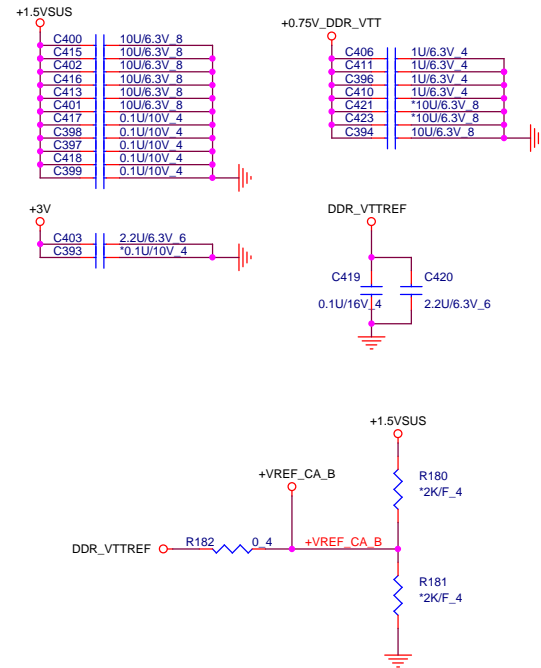 +1.5VSUS
C400 10U/6.3V_8
C415 10U/6.3V_8
C402 10U/6.3V_8
C416 10U/6.3V_8
C413 10U/6.3V_8
C401 10U/6.3V_8
C417 0.1U/10V_4
C398 0.1U/10V_4
C397 0.1U/10V_4
C418 0.1U/10V_4
C399 0.1U/10V_4
+0.75V_DDR_VTT
C406 1U/6.3V_4
C411 1U/6.3V_4
C396 1U/6.3V_4
C410 1U/6.3V_4
C421 *10U/6.3V_8
C423 *10U/6.3V_8
C394 10U/6.3V_8
+3V
C403 2.2U/6.3V_6
C393 *0.1U/10V_4
DDR_VTTREF
C419 C420
0.1U/16V_4 2.2U/6.3V_6
+1.5VSUS
R180
*2K/F_4
+VREF_CA_B
DDR_VTTREF R182 0_4 +VREF_CA_B
R181
*2K/F_4